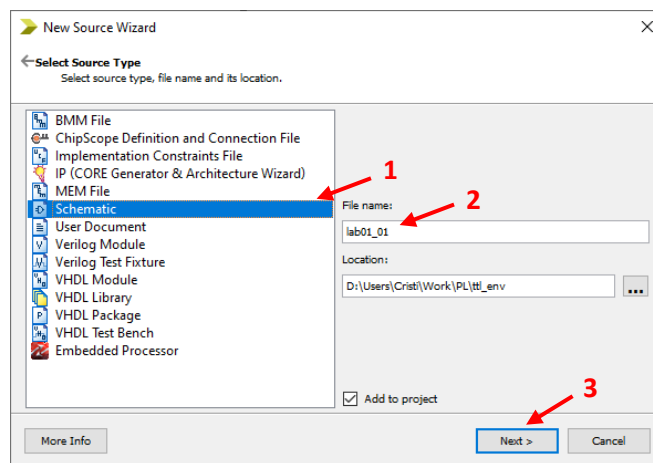 New Source Wizard
Select Source Type
Select source type, file name and its location.
BMM File
ChipScope Definition and Connection File
Implementation Constraints File
IP (CORE Generator & Architecture Wizard)
MEM File
Schematic
User Document
Verilog Module
Verilog Test Fixture
VHDL Module
VHDL Library
VHDL Package
VHDL Test Bench
Embedded Processor
1
2
File name:
lab01_01
Location:
D:\Users\Cristi\Work\PL\ttl_env
...
Add to project
3
More Info
Next >
Cancel